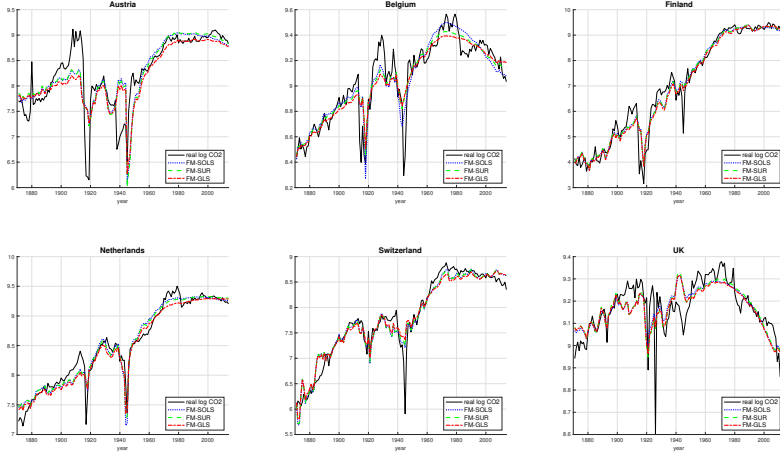 Austria
9.5
9
8.5
8
7.5
7
6.5
6
1880 1900 1920 1940 1960 1980 2000
year
real log CO2
FM-SOLS
FM-SUR
FM-GLS
Belgium
9.6
9.4
9.2
9
8.8
8.6
8.4
8.2
1880 1900 1920 1940 1960 1980 2000
year
real log CO2
FM-SOLS
FM-SUR
FM-GLS
Finland
10
9
8
7
6
5
4
3
1880 1900 1920 1940 1960 1980 2000
year
real log CO2
FM-SOLS
FM-SUR
FM-GLS
Netherlands
10
9.5
9
8.5
8
7.5
7
1880 1900 1920 1940 1960 1980 2000
year
real log CO2
FM-SOLS
FM-SUR
FM-GLS
Switzerland
9
8.5
8
7.5
7
6.5
6
5.5
1880 1900 1920 1940 1960 1980 2000
year
real log CO2
FM-SOLS
FM-SUR
FM-GLS
UK
9.4
9.3
9.2
9.1
9
8.9
8.8
8.7
8.6
1880 1900 1920 1940 1960 1980 2000
year
real log CO2
FM-SOLS
FM-SUR
FM-GLS